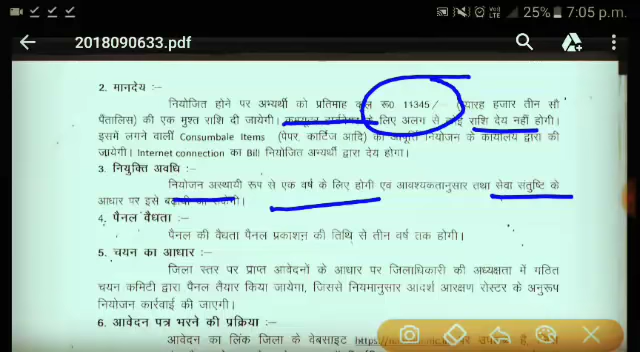 25% 7:05 p.m.
2018090633.pdf
2. मानदेय :–
नियोजित होने पर अभ्यर्थी को प्रतिमाह कुल रू0 11345/– हजार तीन सौ
पैंतालिस) की एक मुश्त राशि दी जायेगी। लिए अलग से कोई राशि देय नहीं होगी।
इसमें लगने वाली Consumbale Items (पेपर, कार्टिज आदि) की आपूर्ति नियोजन के कार्यालय द्वारा की
जायेगी। Internet connection का Bill नियोजित अभ्यर्थी द्वारा देय होगा।
3. नियुक्ति अवधि :–
नियोजन अस्थायी रूप से एक वर्ष के लिए होगी एवं आवश्यकतानुसार तथा सेवा संतुष्टि के
आधार पर इसे
4. पैनल वैधता :–
पैनल की वैधता पैनल प्रकाशन की तिथि से तीन वर्ष तक होगी।
5. चयन का आधार :–
जिला स्तर पर प्राप्त आवेदनों के आधार पर जिलाधिकारी की अध्यक्षता में गठित
चयन कमिटी द्वारा पैनल तैयार किया जायेगा, जिससे नियमानुसार आदर्श आरक्षण रोस्टर के अनुरूप
नियोजन कार्रवाई की जाएगी।
6. आवेदन पत्र भरने की प्रक्रिया :–
आवेदन का लिंक जिला के वेबसाइट